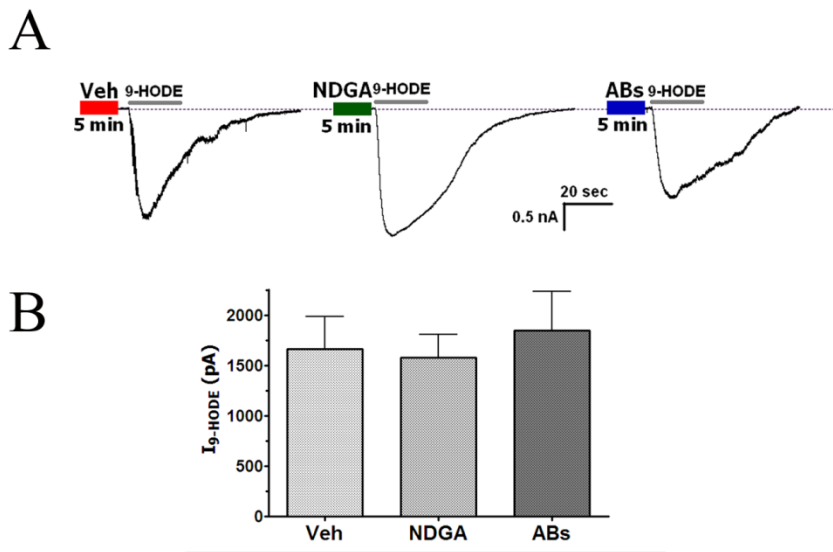 A
Veh 9-HODE NDGA 9-HODE ABs 9-HODE
5 min 5 min 5 min
20 sec
0.5 nA
B
I9-HODE (pA)
2000
1500
1000
500
0
Veh NDGA ABs